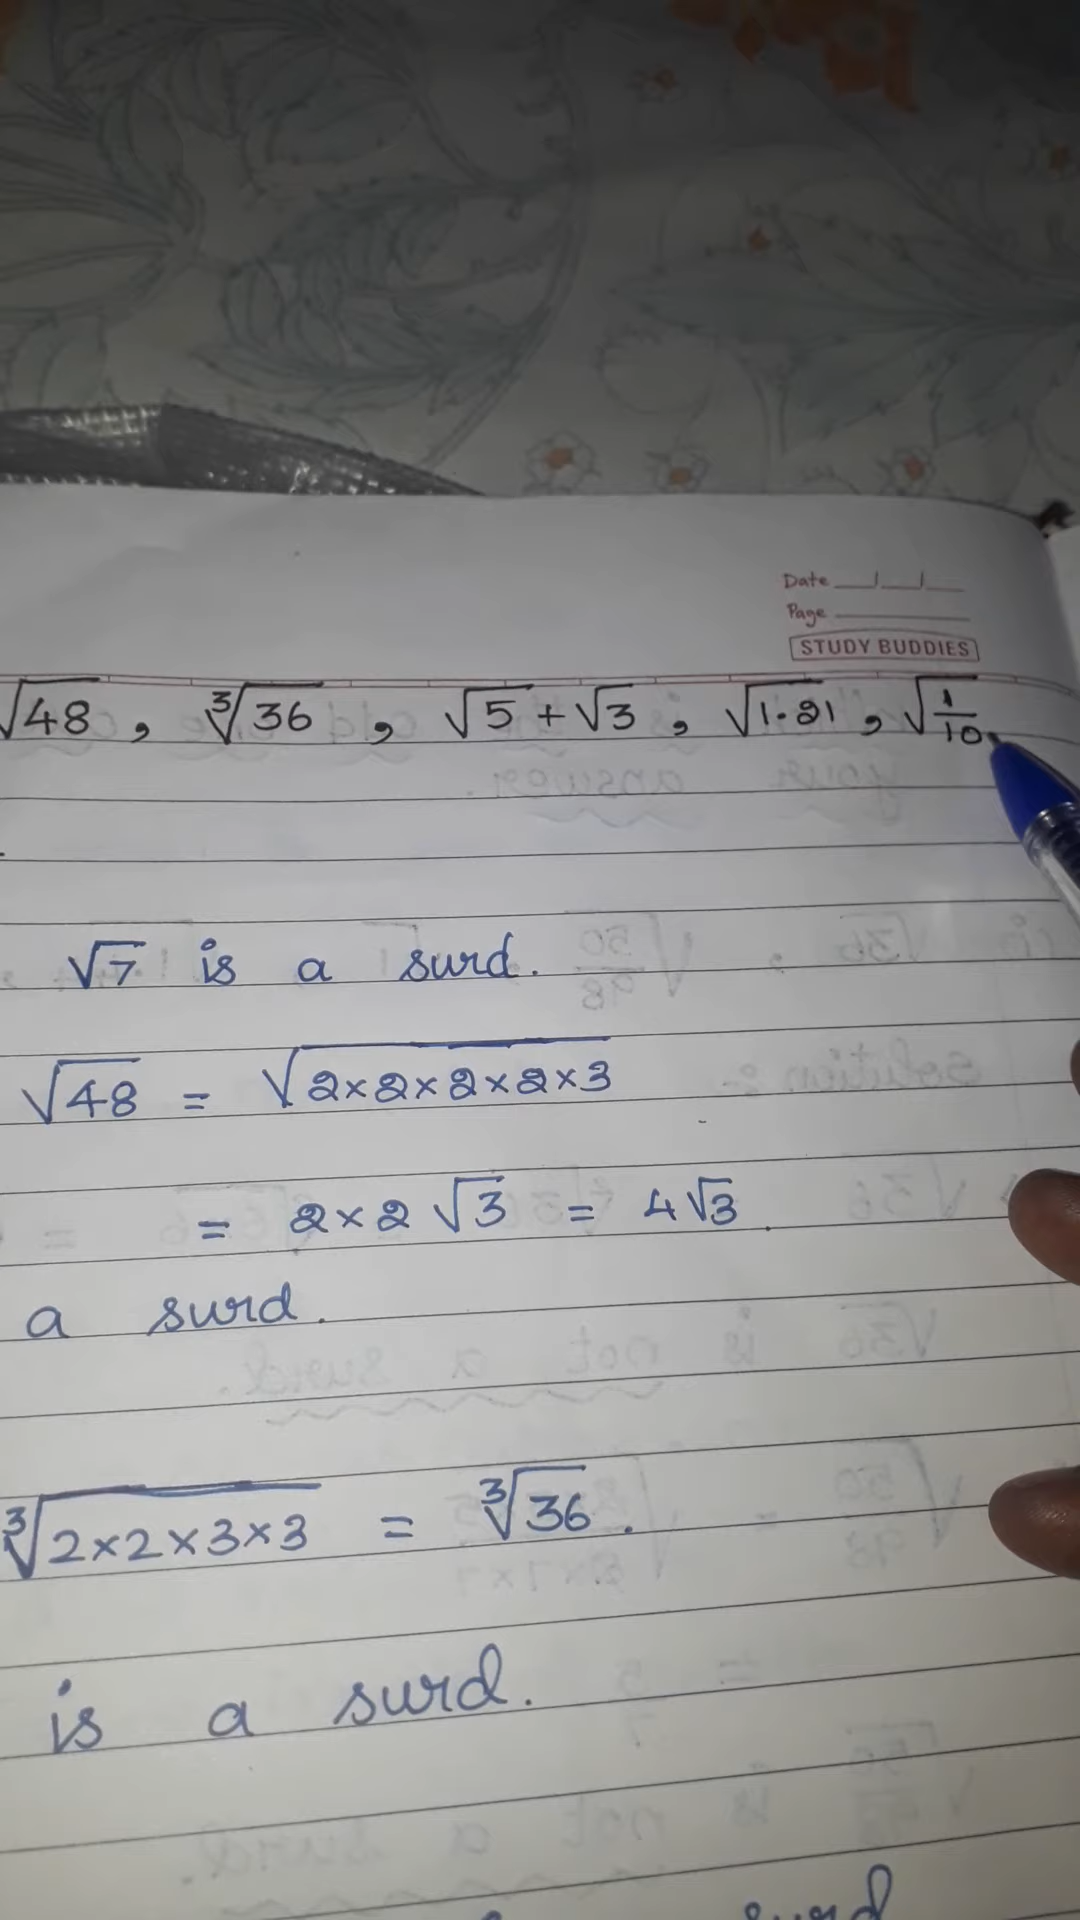 Date
Page
STUDY BUDDIES
√48 , ∛36 , √5 + √3 , √1.21 , √1/10
√7 is a surd.
√48 = √2×2×2×2×3
= 2×2 √3 = 4√3.
a surd.
∛2×2×3×3 = ∛36.
is a surd.
surd